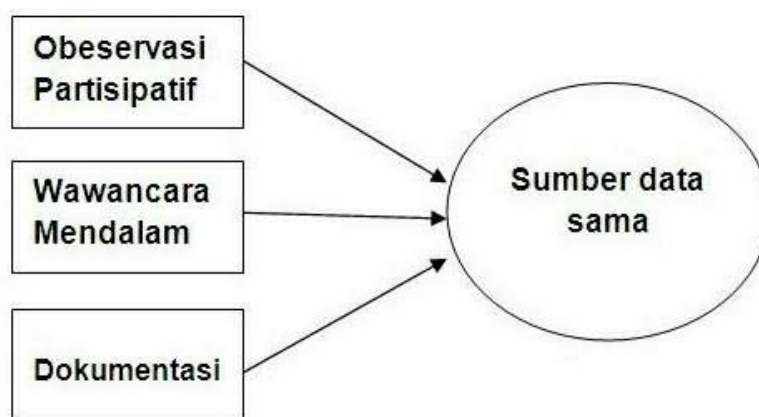 Obeservasi
Partisipatif
Wawancara
Mendalam
Dokumentasi
Sumber data
sama